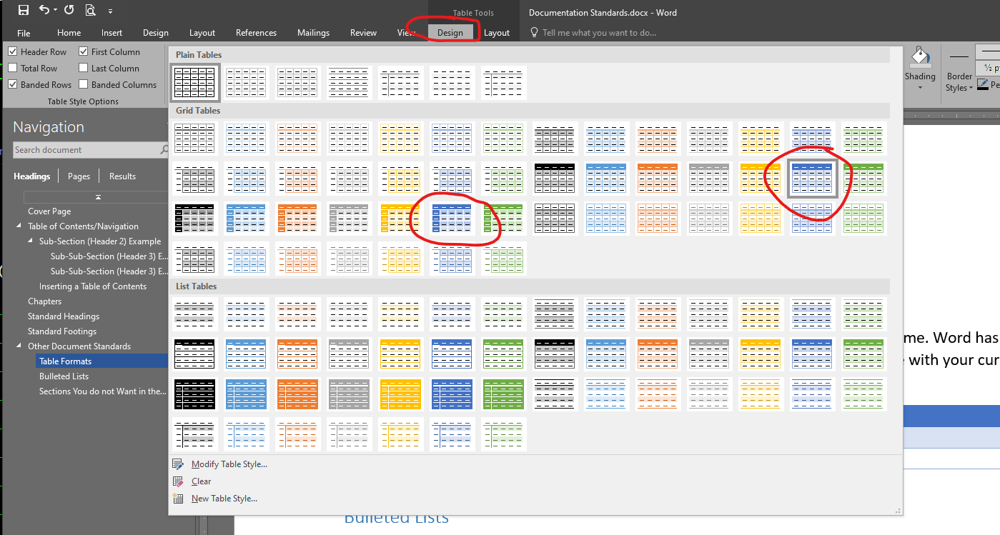 Table Tools
Documentation Standards.docx - Word
File Home Insert Design Layout References Mailings Review View Design Layout Tell me what you want to do...
Header Row First Column
Total Row Last Column
Banded Rows Banded Columns
Table Style Options
Plain Tables
Grid Tables
List Tables
Modify Table Style...
Clear
New Table Style...
Shading
Border
Styles
½ pt
Pe
Navigation
Search document
Headings Pages Results
Cover Page
Table of Contents/Navigation
Sub-Section (Header 2) Example
Sub-Sub-Section (Header 3) E...
Sub-Sub-Section (Header 3) E...
Inserting a Table of Contents
Chapters
Standard Headings
Standard Footings
Other Document Standards
Table Formats
Bulleted Lists
Sections You do not Want in the...
me. Word has
with your cur
Bulleted Lists